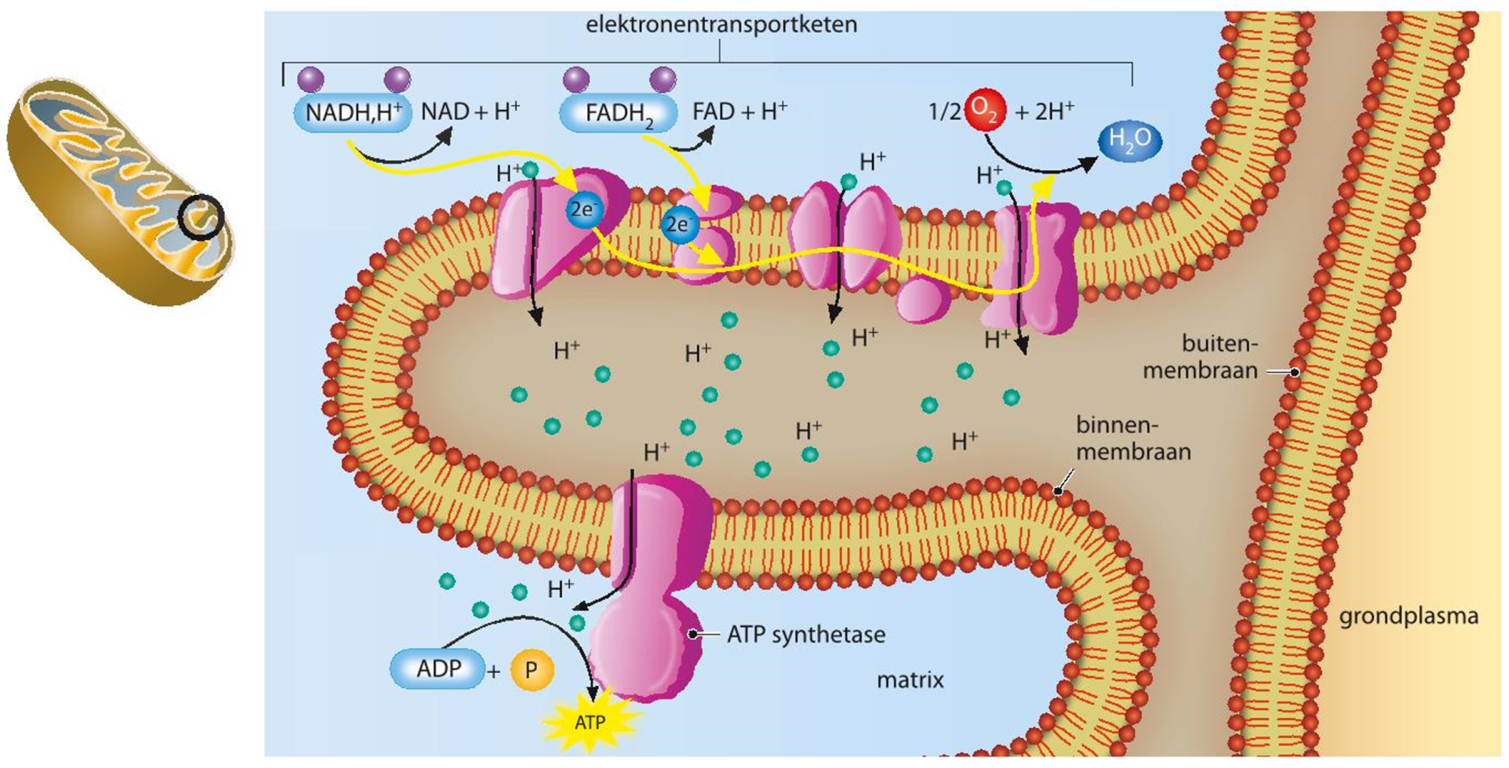 elektronentransportketen
NADH,H⁺ NAD + H⁺ FADH₂ FAD + H⁺ 1/2 O₂ + 2H⁺ H₂O
H⁺ H⁺ H⁺
2e⁻ 2e⁻
H⁺ H⁺ H⁺ H⁺
buiten-
membraan
H⁺ H⁺ H⁺
binnen-
membraan
H⁺
ATP synthetase
grondplasma
ADP + P
matrix
ATP